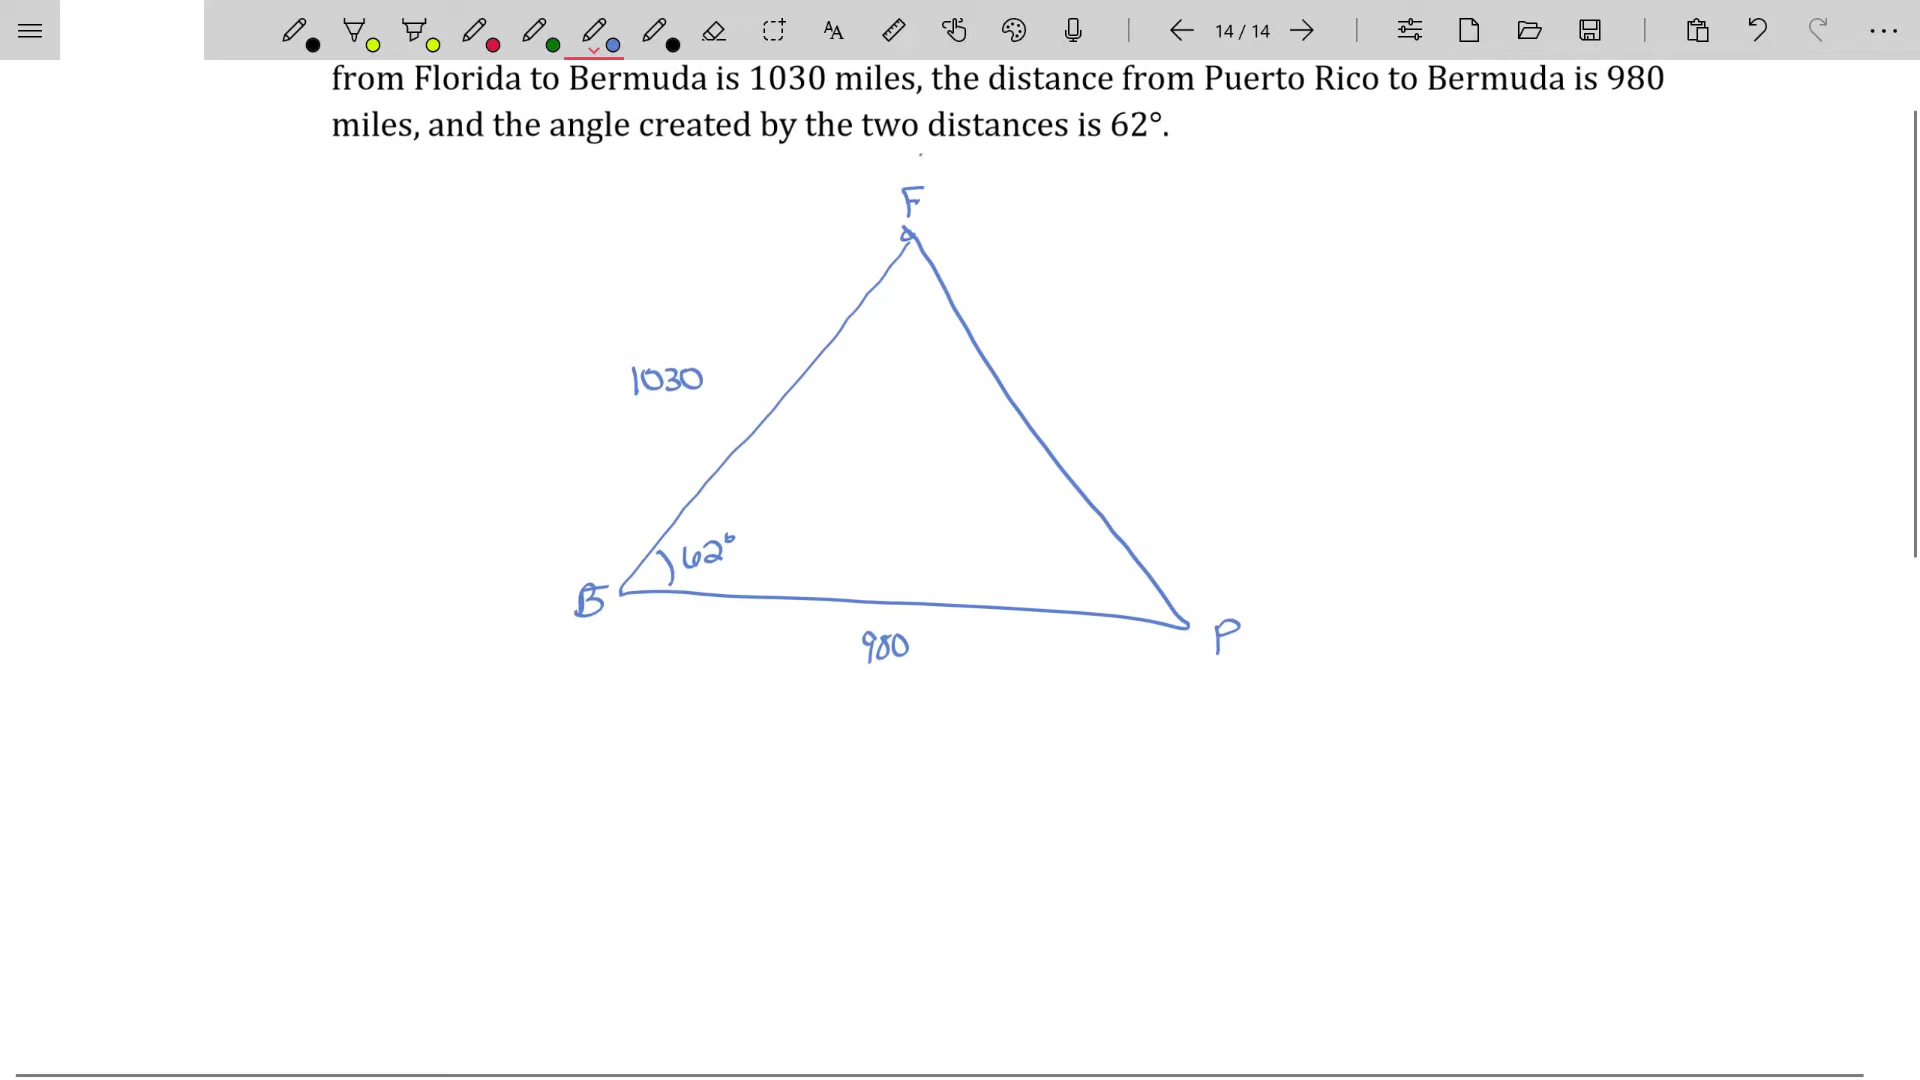 14 / 14
from Florida to Bermuda is 1030 miles, the distance from Puerto Rico to Bermuda is 980
miles, and the angle created by the two distances is 62°.
F
1030
62°
B
980
P